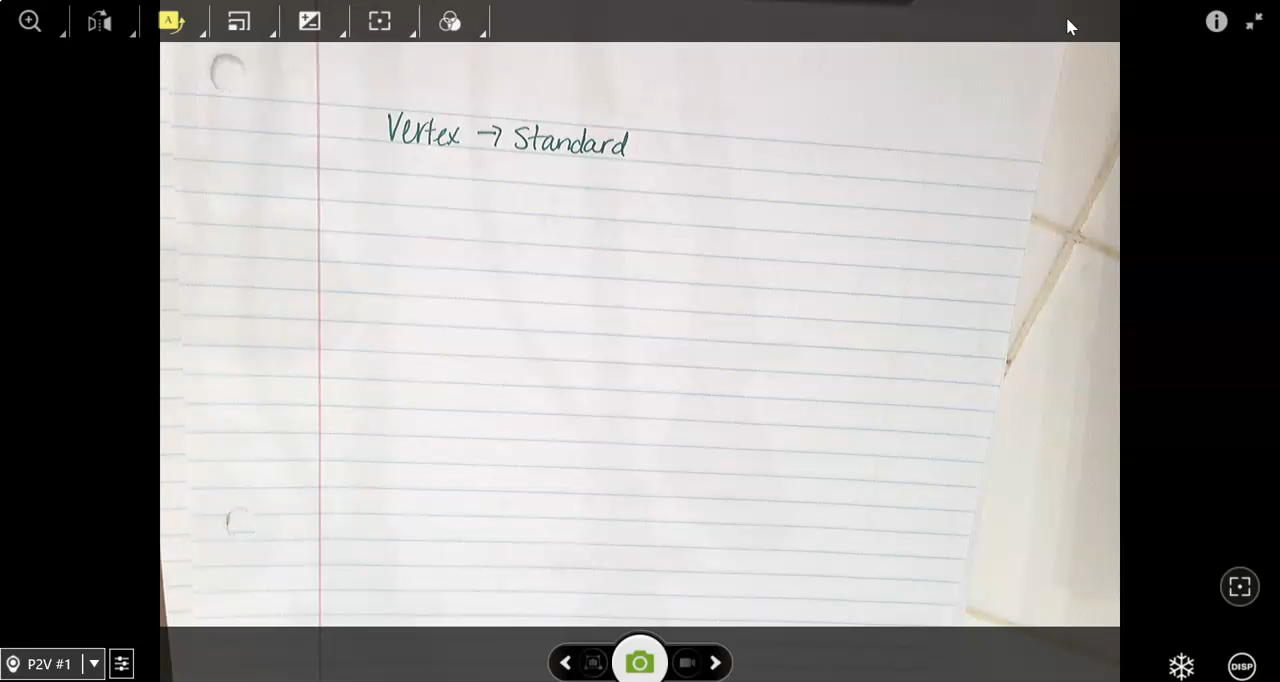 Vertex → Standard
A
P2V #1
DISP